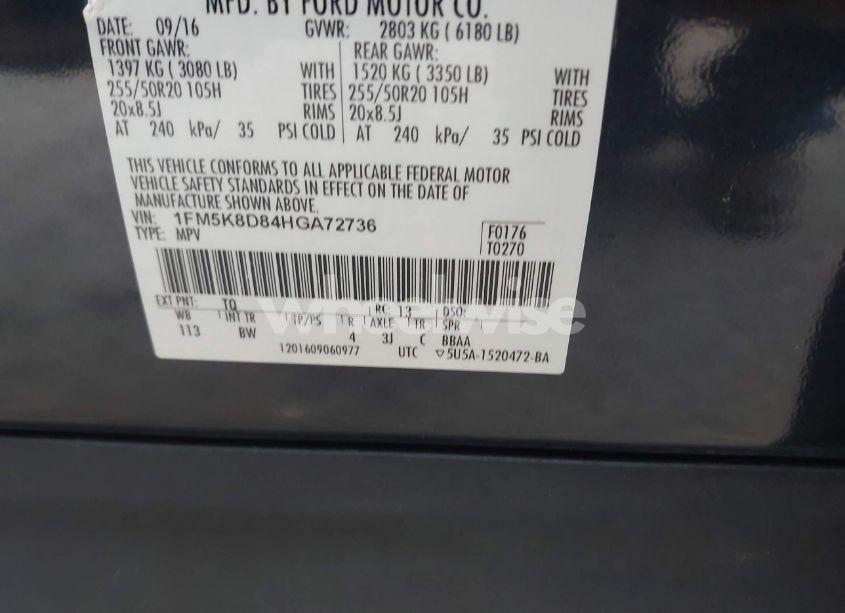 MFD. BY FORD MOTOR CO.
DATE: 09/16 GVWR: 2803 KG ( 6180 LB)
FRONT GAWR: REAR GAWR:
1397 KG ( 3080 LB) WITH 1520 KG ( 3350 LB) WITH
255/50R20 105H TIRES 255/50R20 105H TIRES
20x8.5J RIMS 20x8.5J RIMS
AT 240 kPa/ 35 PSI COLD AT 240 kPa/ 35 PSI COLD
THIS VEHICLE CONFORMS TO ALL APPLICABLE FEDERAL MOTOR
VEHICLE SAFETY STANDARDS IN EFFECT ON THE DATE OF
MANUFACTURE SHOWN ABOVE.
VIN: 1FM5K8D84HGA72736 F0176
TYPE: MPV T0270
wheelwise
EXT PNT: TQ RC: 13 DSO:
WB INT TR TP/PS R AXLE TR SPR
113 BW 4 3J C BBAA
1201609060977 UTC ▽5U5A-1520472-BA